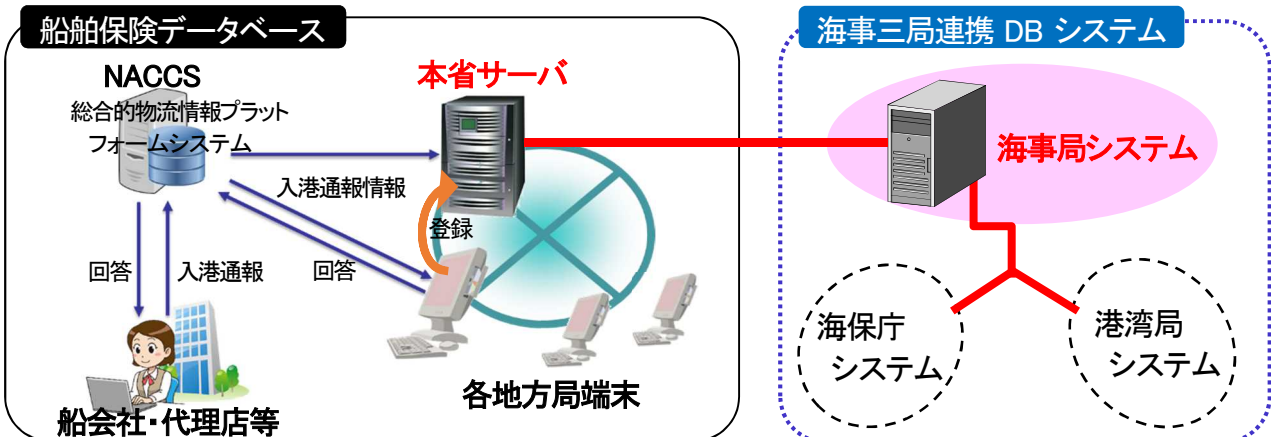 船舶保険データベース
NACCS
総合的物流情報プラット
フォームシステム
本省サーバ
入港通報情報
登録
回答
入港通報
回答
船会社・代理店等
各地方局端末
海事三局連携 DB システム
海事局システム
海保庁
システム
港湾局
システム